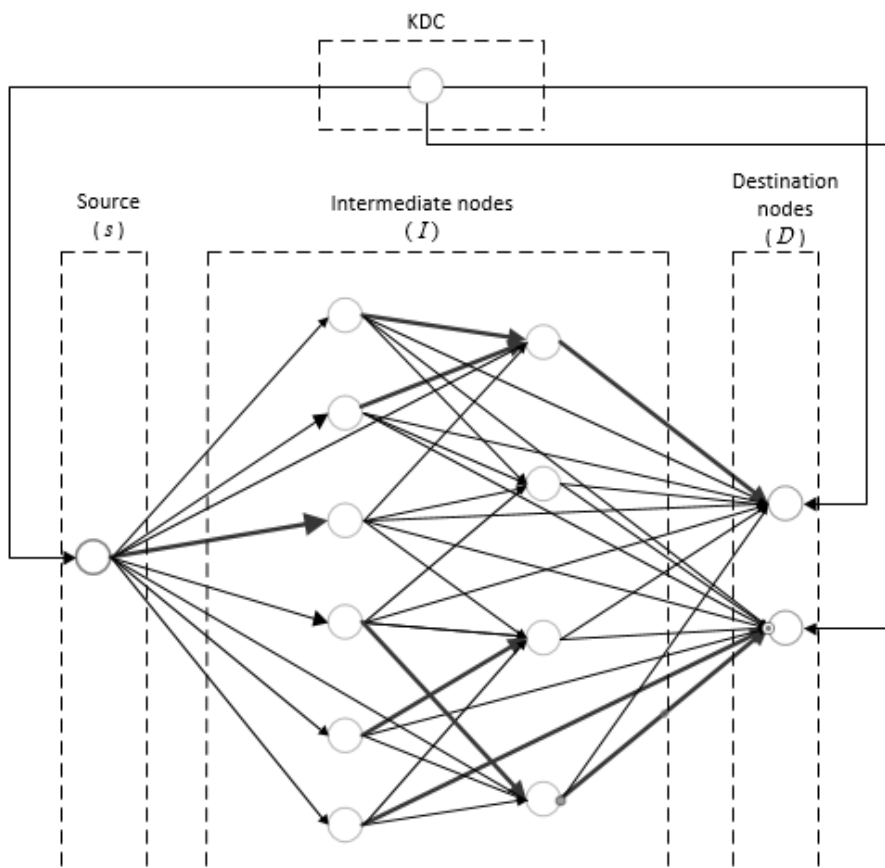 KDC
Source
(s)
Intermediate nodes
(I)
Destination
nodes
(D)